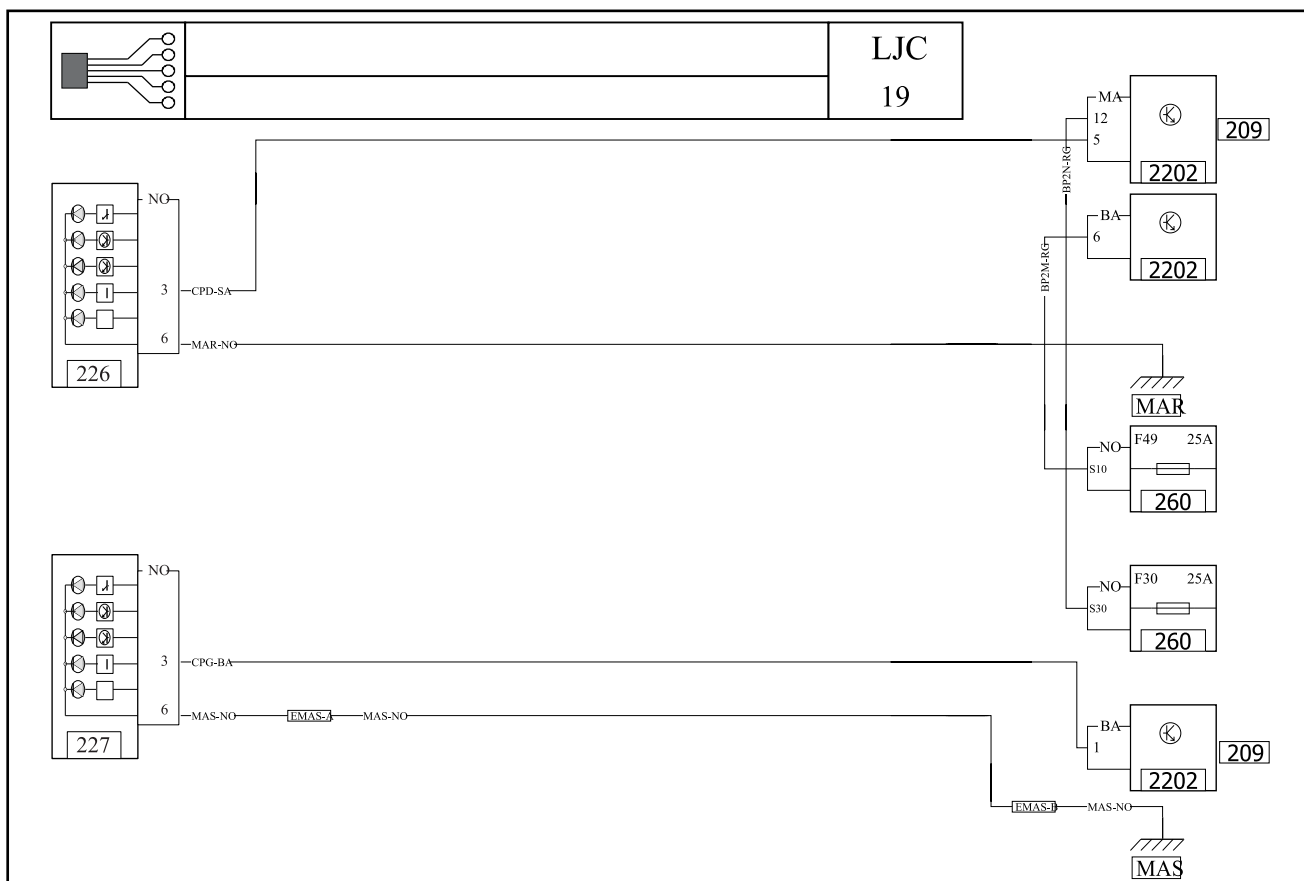 LJC
19
MA
12
5
209
2202
BP2N-RG
BA
6
2202
BP2M-RG
NO
3
CPD-SA
6
MAR-NO
226
MAR
NO
F49 25A
S10
260
NO
F30 25A
S30
260
NO
3
CPG-BA
6
MAS-NO
EMAS-A
MAS-NO
227
BA
1
209
2202
EMAS-B
MAS-NO
MAS